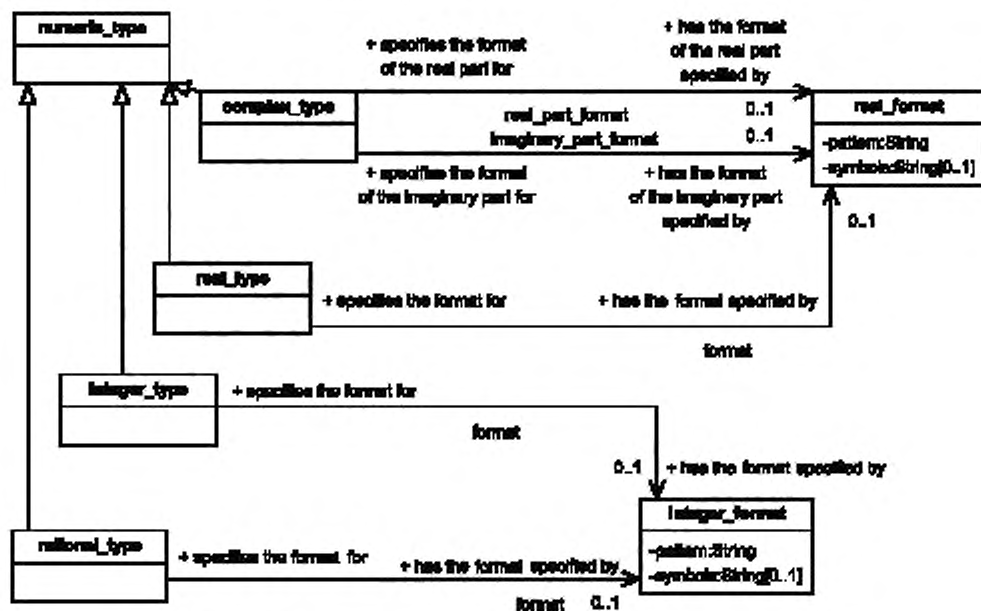 numeric_type
+ specifies the format
of the real part for
+ has the format
of the real part
specified by
complex_type
real_part_format
0..1
real_format
imaginary_part_format
0..1
-pattern:String
-symbols:String[0..1]
+ specifies the format
of the imaginary part for
+ has the format
of the imaginary part
specified by
0..1
real_type
+ specifies the format for
+ has the format specified by
format
integer_type
+ specifies the format for
format
0..1
+ has the format specified by
integer_format
-pattern:String
-symbols:String[0..1]
rational_type
+ specifies the format for
+ has the format specified by
format
0..1